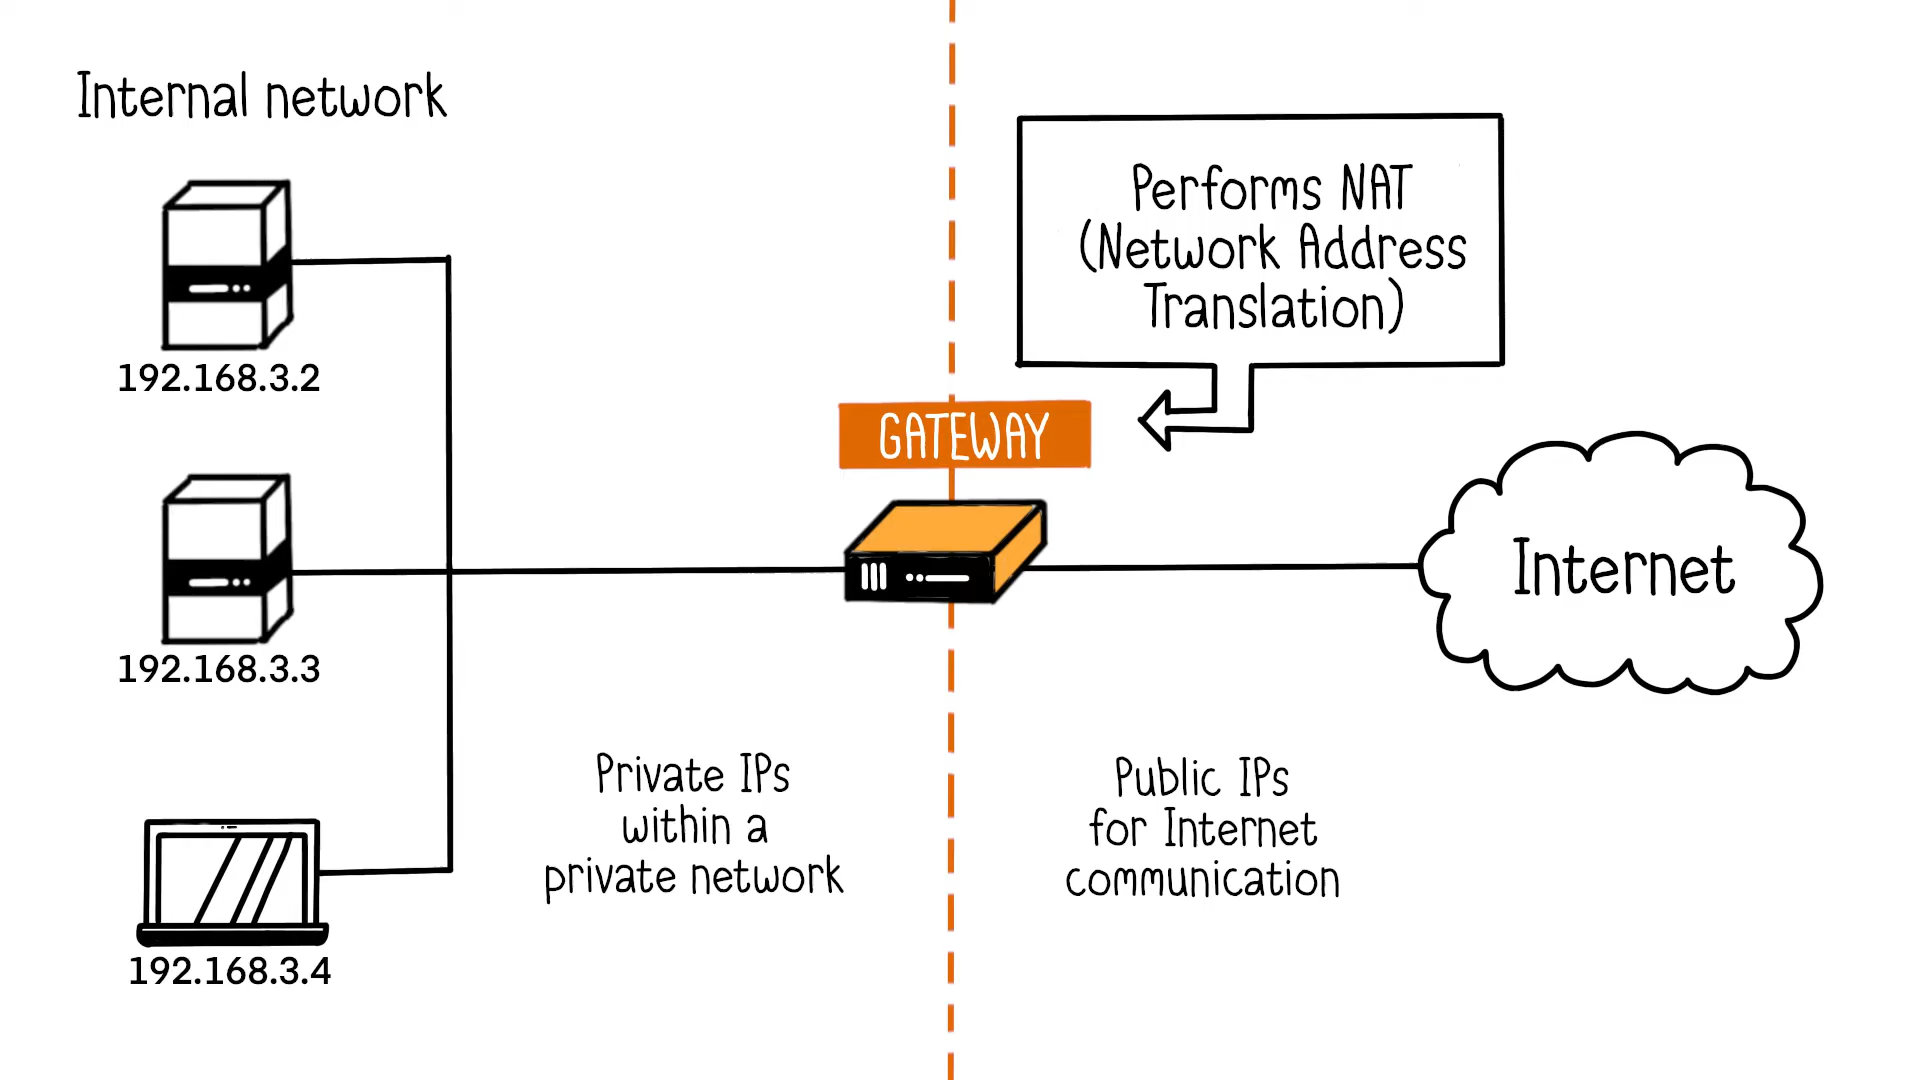 Internal network
Performs NAT
(Network Address
Translation)
192.168.3.2
GATEWAY
Internet
192.168.3.3
Private IPs
within a
private network
Public IPs
for Internet
communication
192.168.3.4